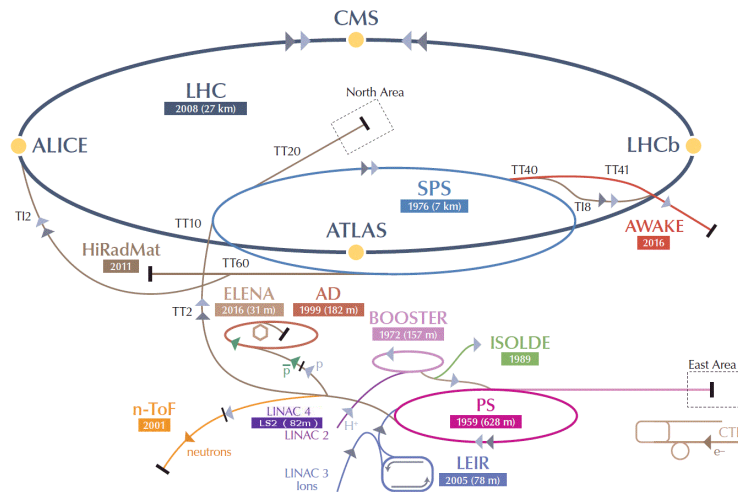 CMS
LHC
2008 (27 km)
North Area
ALICE
LHCb
TT20
TT40
TT41
SPS
1976 (7 km)
TI8
TI2
TT10
ATLAS
AWAKE
2016
HiRadMat
2011
TT60
ELENA
2016 (31 m)
AD
1999 (182 m)
TT2
BOOSTER
1972 (157 m)
ISOLDE
1989
p
p
East Area
n-ToF
2001
LINAC 4
LS2 ( 82m)
LINAC 2
H+
PS
1959 (628 m)
neutrons
CT
e-
LINAC 3
Ions
LEIR
2005 (78 m)